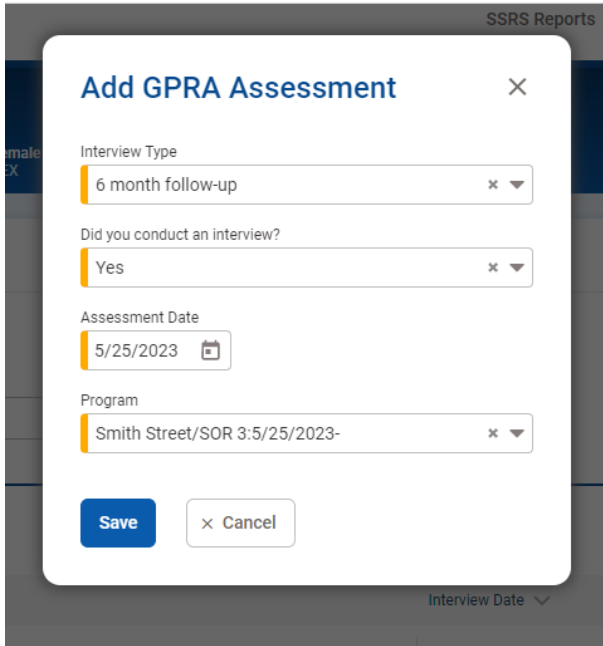 SSRS Reports
Add GPRA Assessment
emale
EX
Interview Type
6 month follow-up
Did you conduct an interview?
Yes
Assessment Date
5/25/2023
Program
Smith Street/SOR 3:5/25/2023-
Save
Cancel
Interview Date